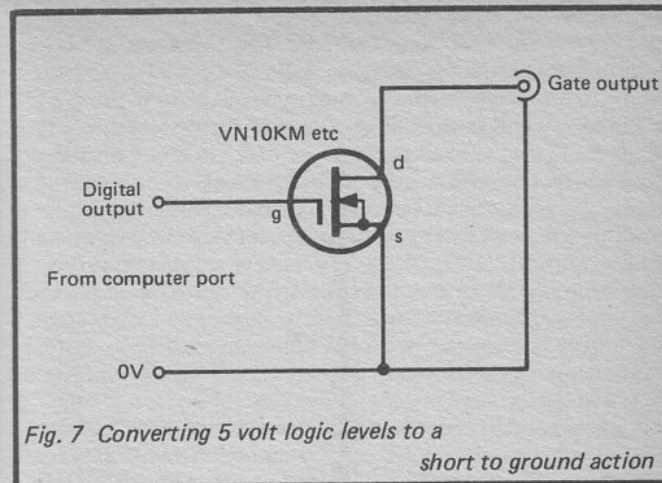 Gate output
VN10KM etc
d
Digital
output
g
s
From computer port
0V
Fig. 7 Converting 5 volt logic levels to a
short to ground action